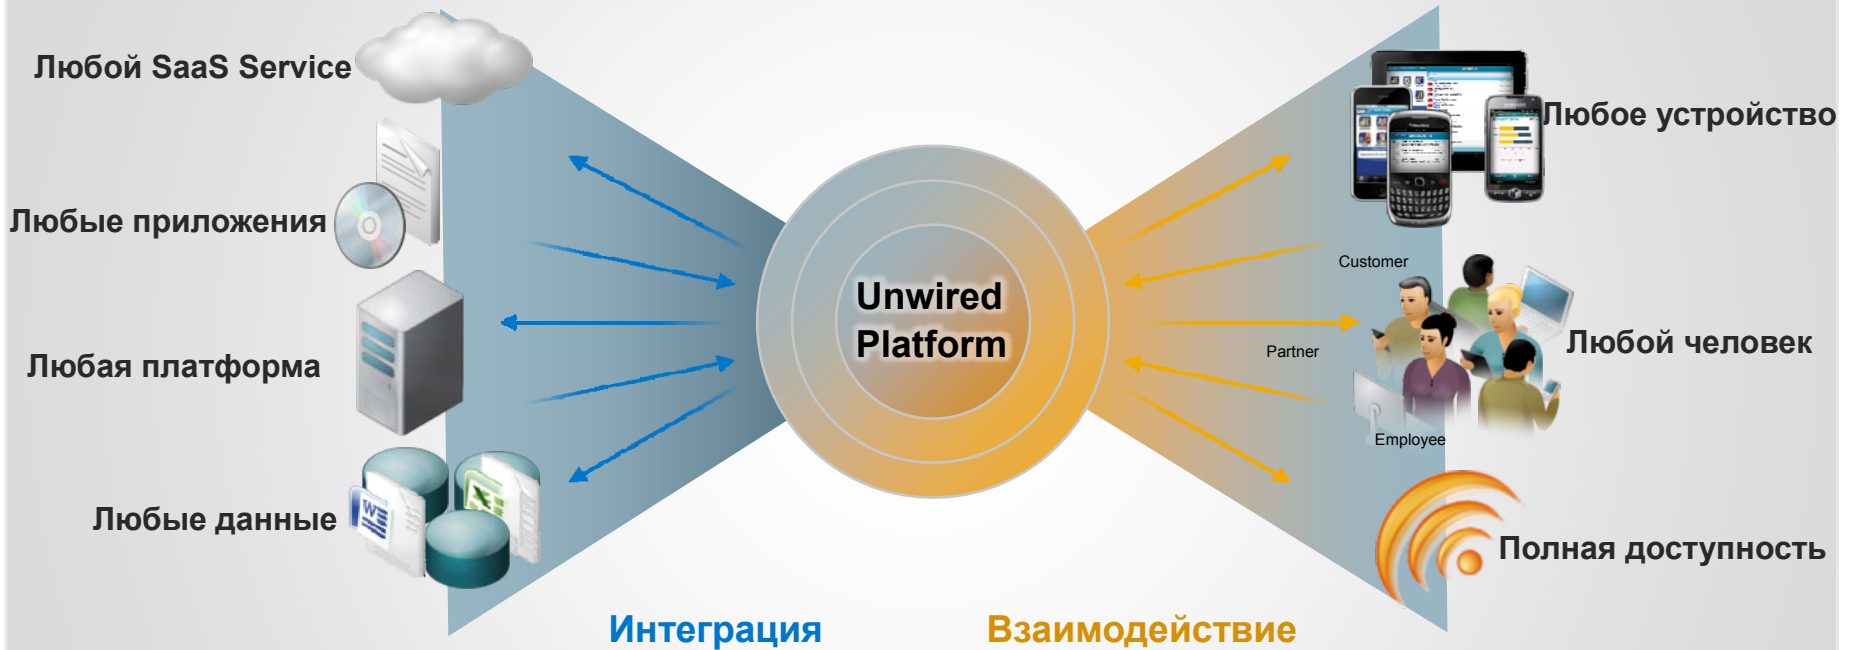 Любой SaaS Service
Любые приложения
Любая платформа
Любые данные
Unwired
Platform
Любое устройство
Customer
Partner
Employee
Любой человек
Полная доступность
Интеграция
Взаимодействие